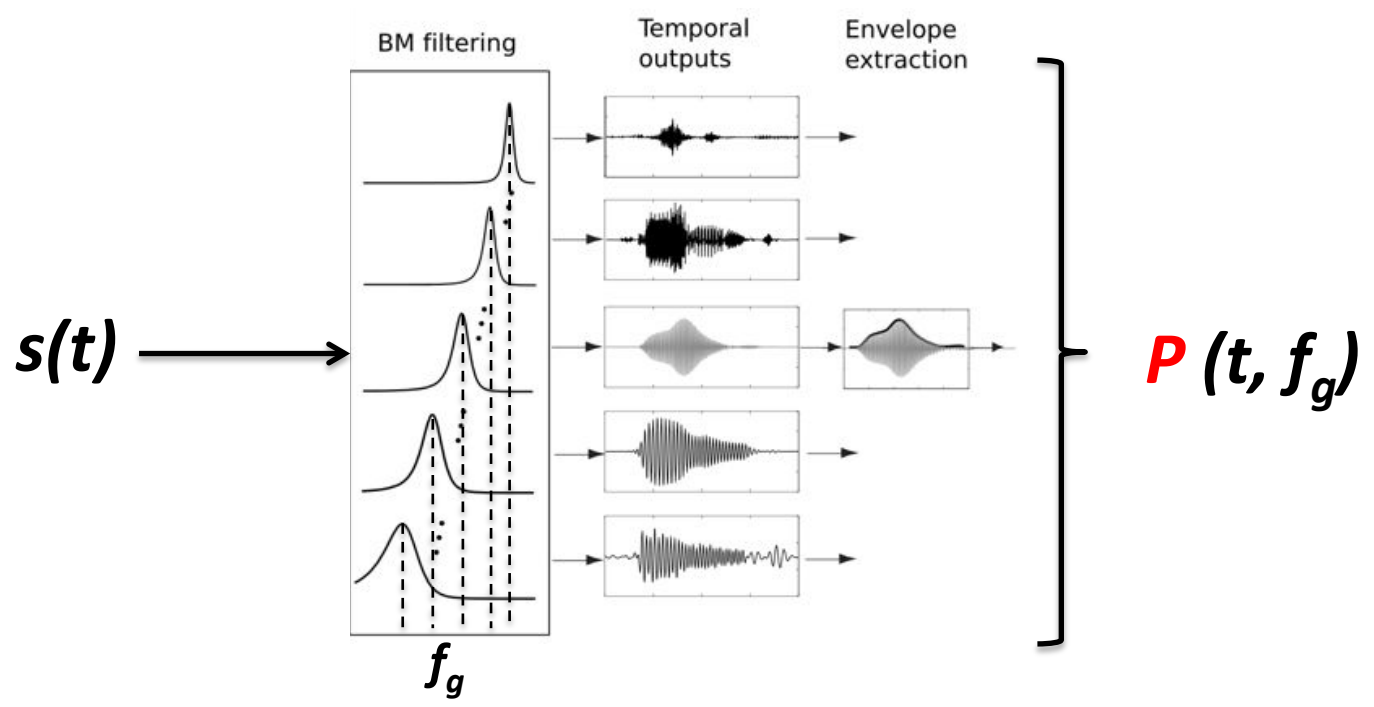 BM filtering
Temporal
outputs
Envelope
extraction
s(t)
P (t, fg)
fg